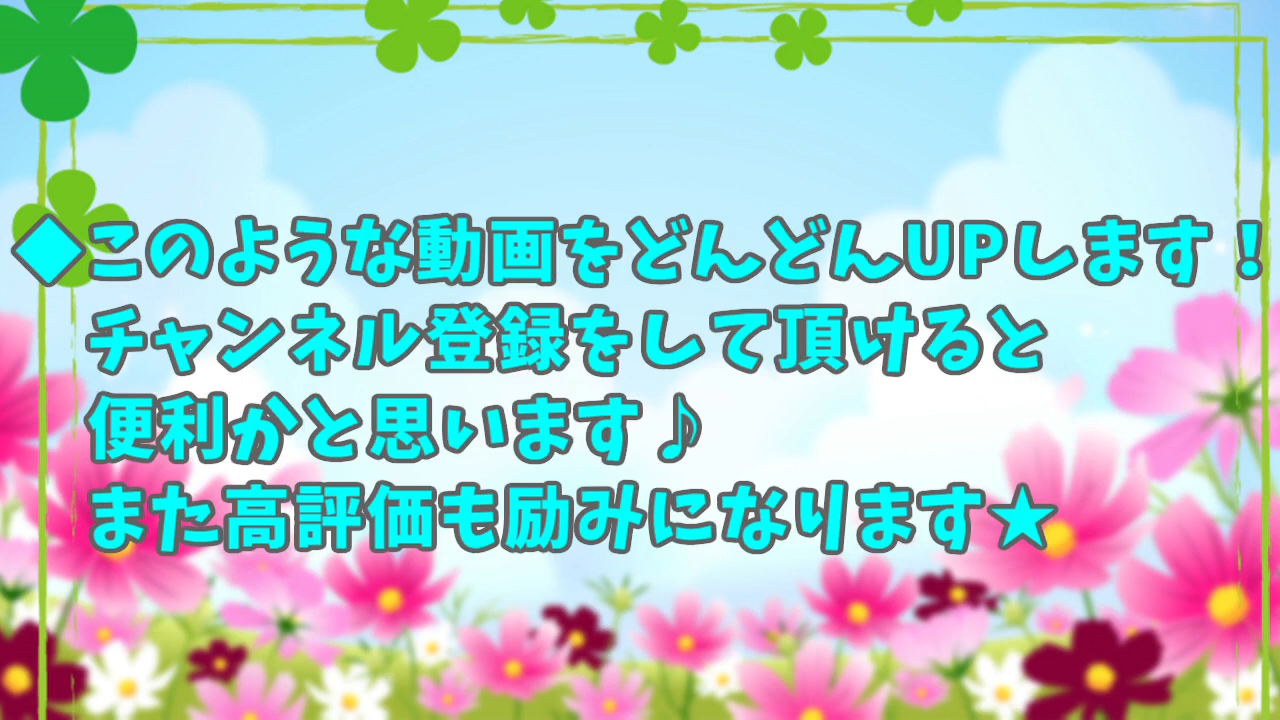 ◆このような動画をどんどんUPします！
チャンネル登録をして頂けると
便利かと思います♪
また高評価も励みになります★